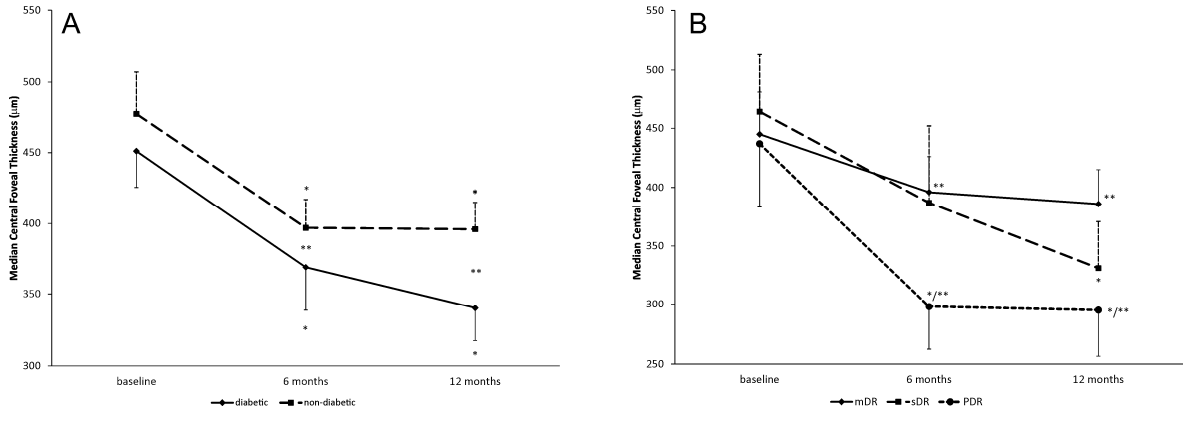 A
Median Central Foveal Thickness (μm)
550
500
450
400
350
300
*
*
**
**
*
*
baseline
6 months
12 months
diabetic
non-diabetic
B
Median Central Foveal Thickness (μm)
550
500
450
400
350
300
250
**
**
*
*/**
*/**
baseline
6 months
12 months
mDR
sDR
PDR